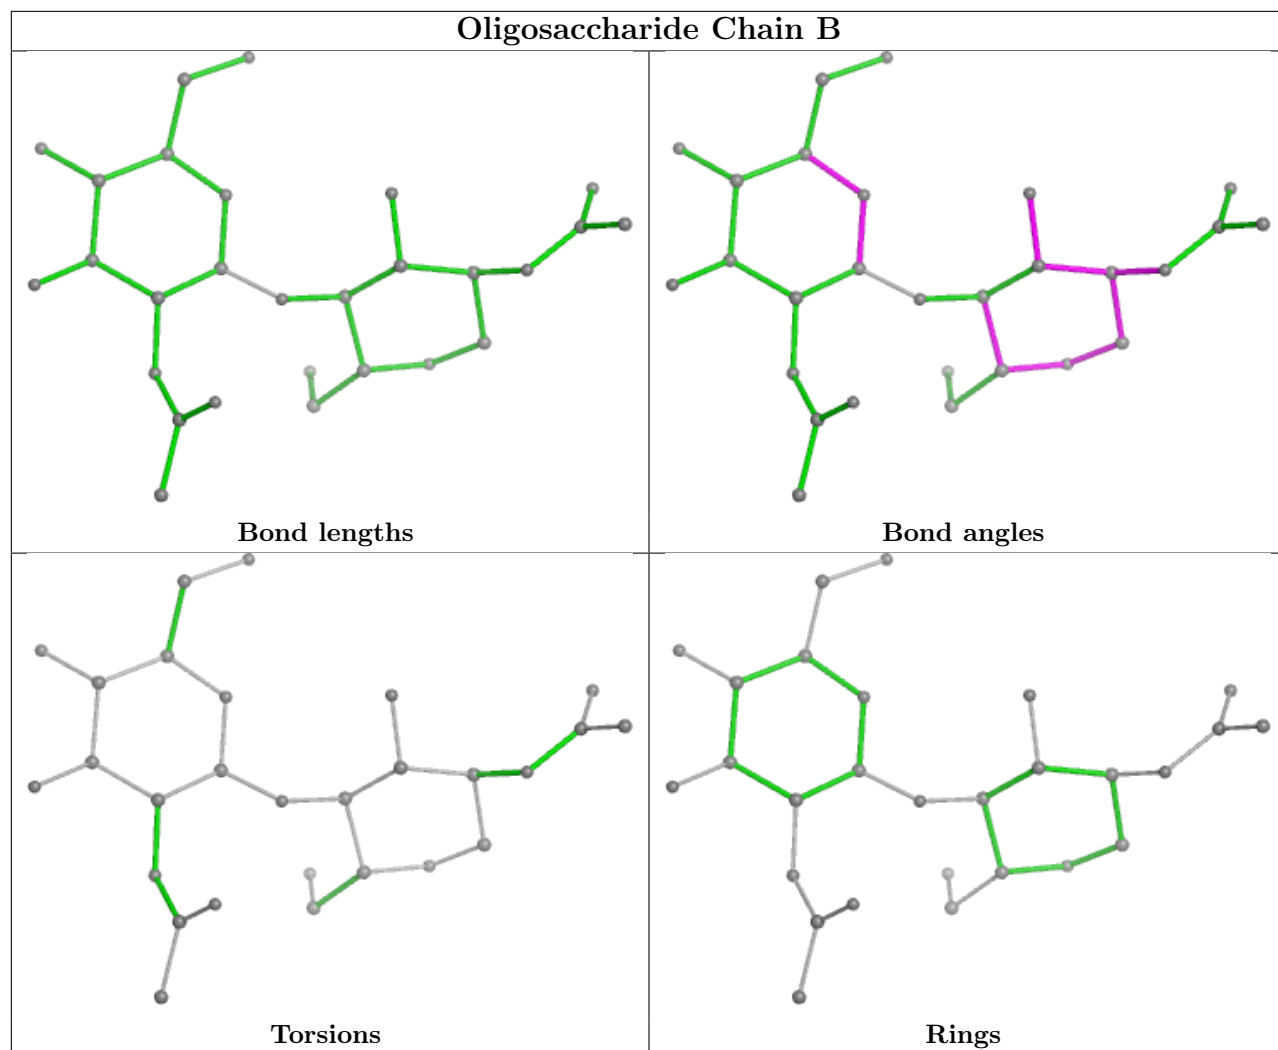 Oligosaccharide Chain B
Bond lengths
Bond angles
Torsions
Rings